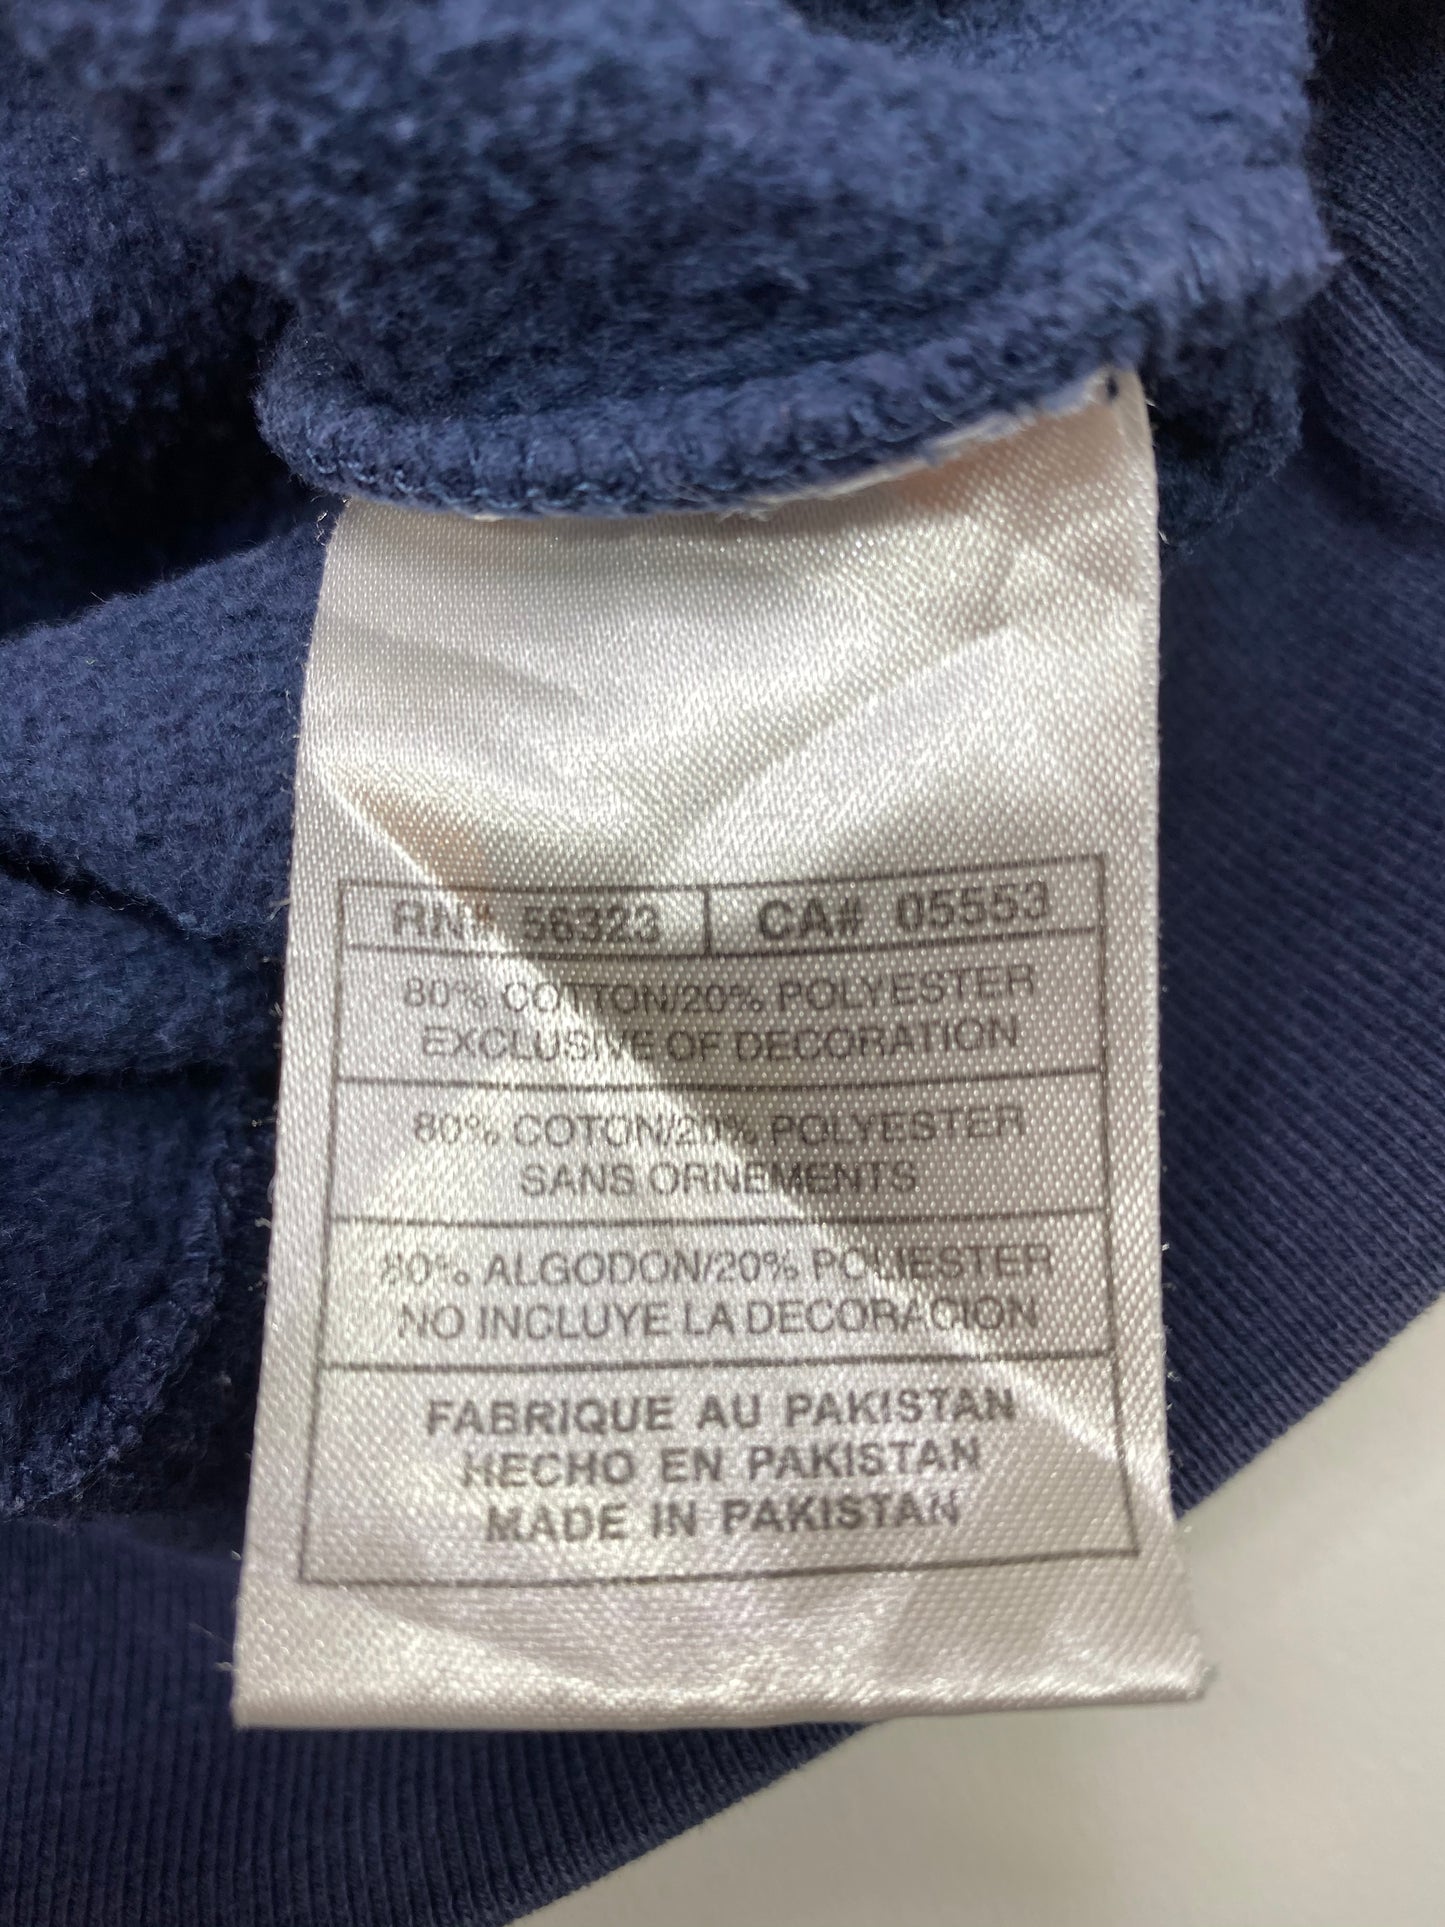 RN# 56323 CA# 05553
80% COTTON/20% POLYESTER
EXCLUSIVE OF DECORATION
80% COTON/20% POLYESTER
SANS ORNEMENTS
80% ALGODON/20% POLIESTER
NO INCLUYE LA DECORACION
FABRIQUE AU PAKISTAN
HECHO EN PAKISTAN
MADE IN PAKISTAN